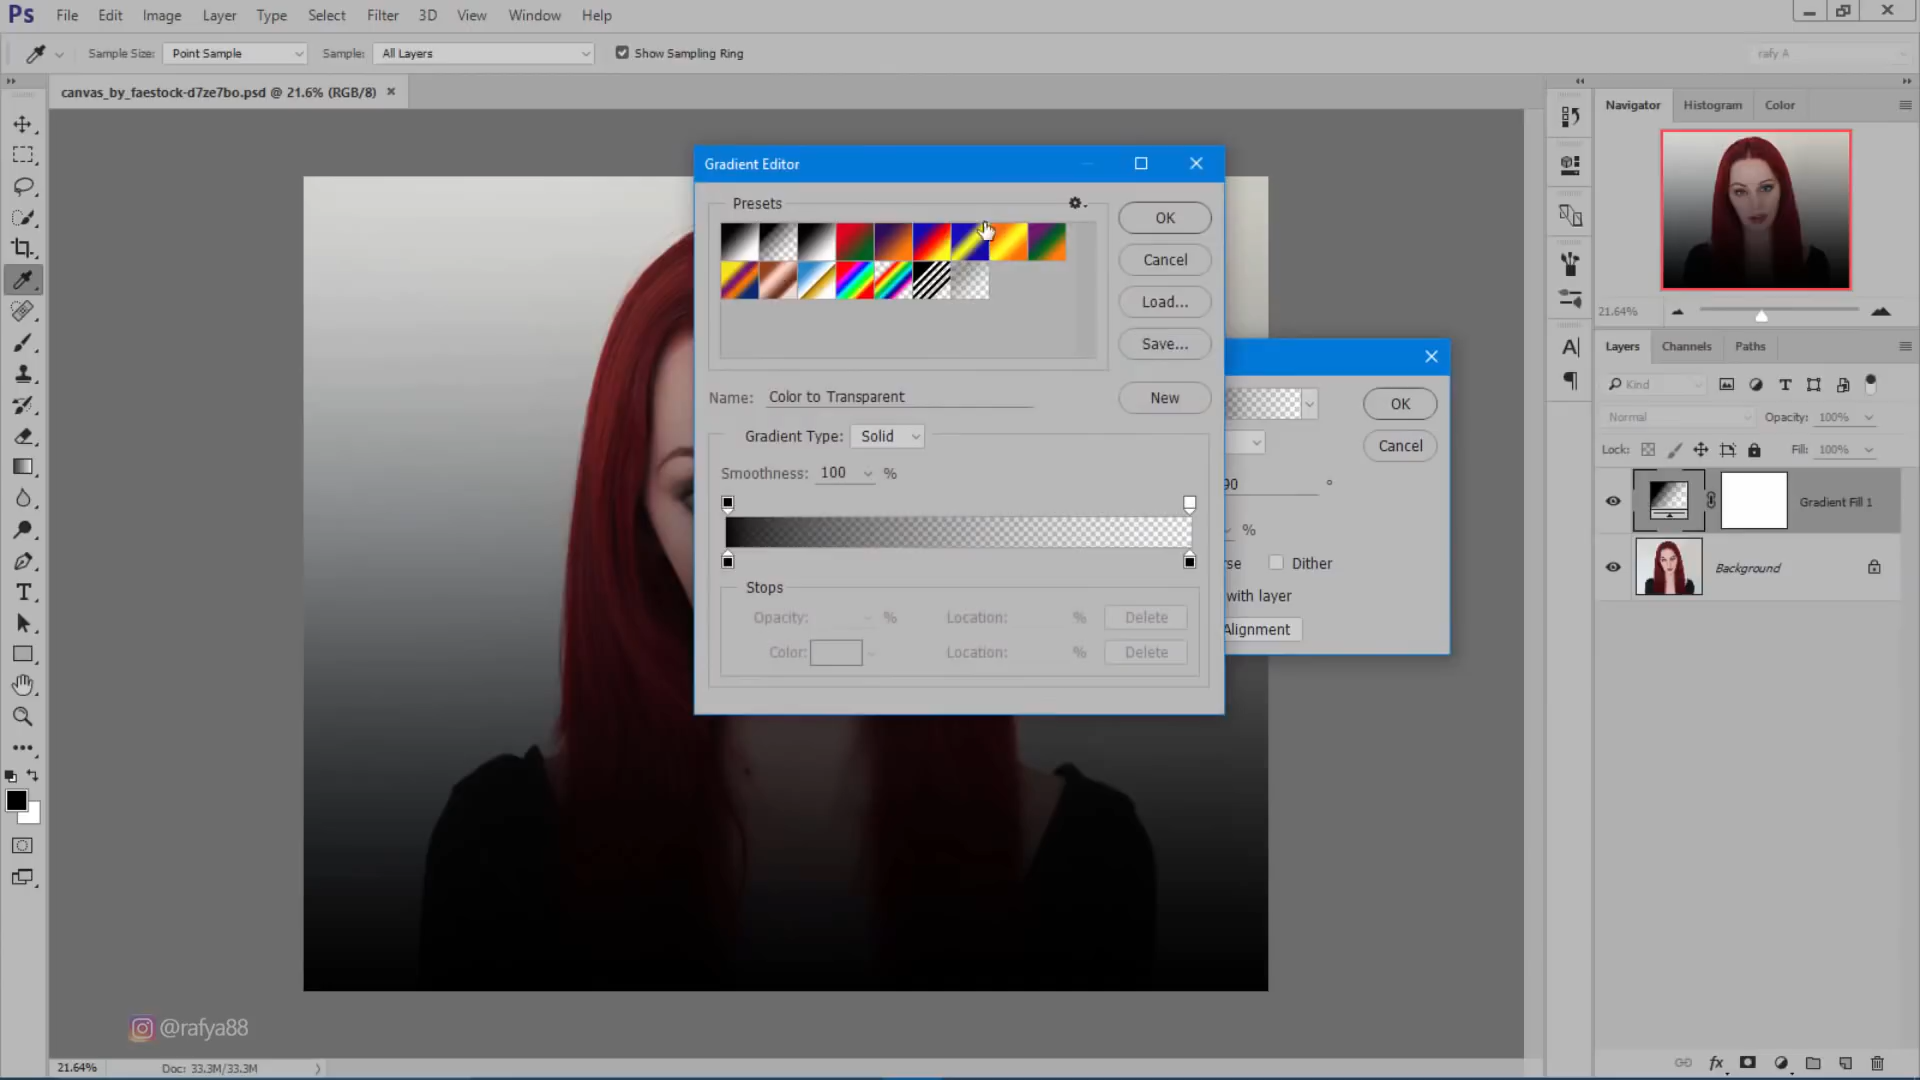 Ps File Edit Image Layer Type Select Filter 3D View Window Help
Sample Size: Point Sample Sample: All Layers Show Sampling Ring rafy A
canvas_by_faestock-d7ze7bo.psd @ 21.6% (RGB/8)
Navigator Histogram Color
21.64%
Layers Channels Paths
Kind
Normal Opacity: 100%
Lock: Fill: 100%
Gradient Fill 1
Background
Gradient Editor
Presets
OK
Cancel
Load...
Save...
Name: Color to Transparent New
Gradient Type: Solid
Smoothness: 100 %
Stops
Opacity: % Location: % Delete
Color: Location: % Delete
OK
Cancel
90 °
%
se Dither
with layer
Alignment
@rafya88
21.64% Doc: 33.3M/33.3M
fx